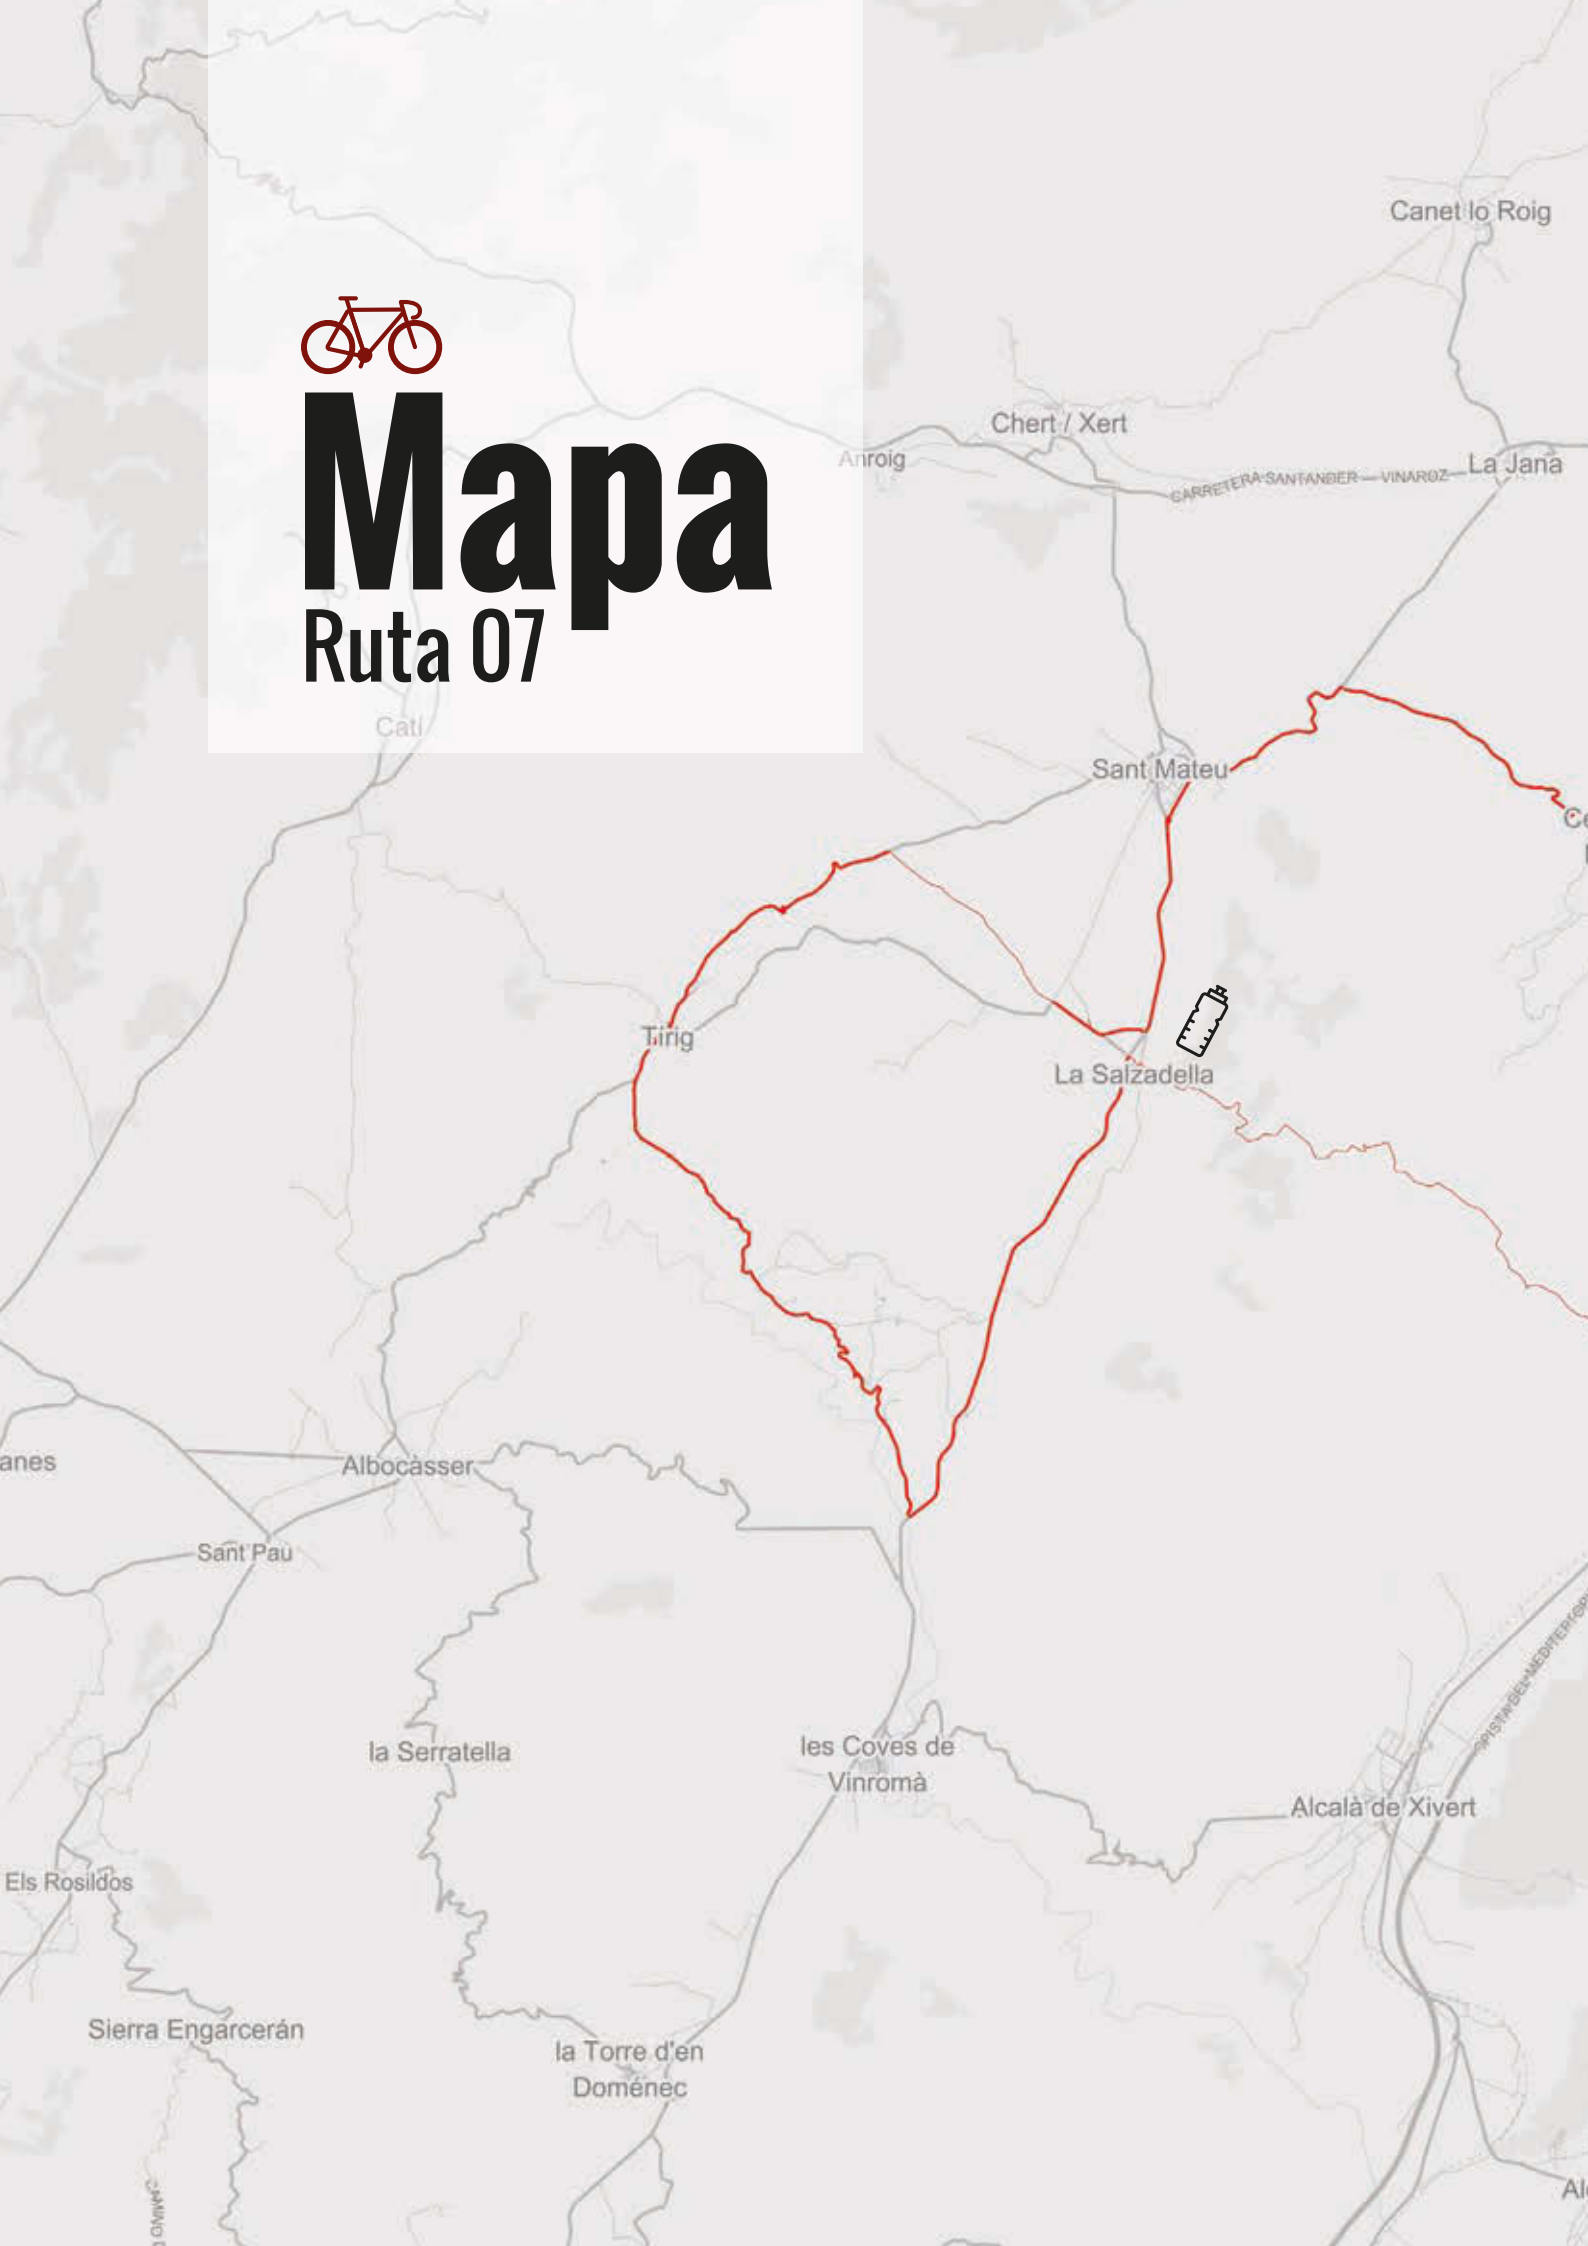 Canet lo Roig
Chert / Xert
Anroig
CARRETERA SANTANDER — VINAROZ
La Jana
Mapa
Ruta 07
Catí
Sant Mateu
Tírig
La Salzadella
anes
Albocàsser
Sant Pau
la Serratella
les Coves de
Vinromà
Alcalà de Xivert
Els Rosildos
Sierra Engarcerán
la Torre d'en
Doménec
CAMINO